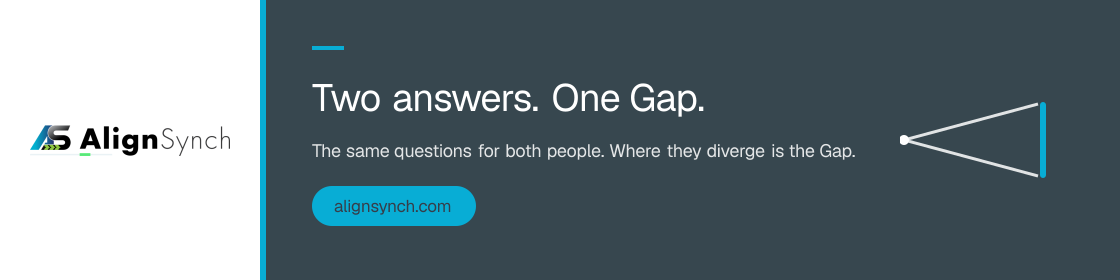 AlignSynch
Two answers. One Gap.
The same questions for both people. Where they diverge is the Gap.
alignsynch.com